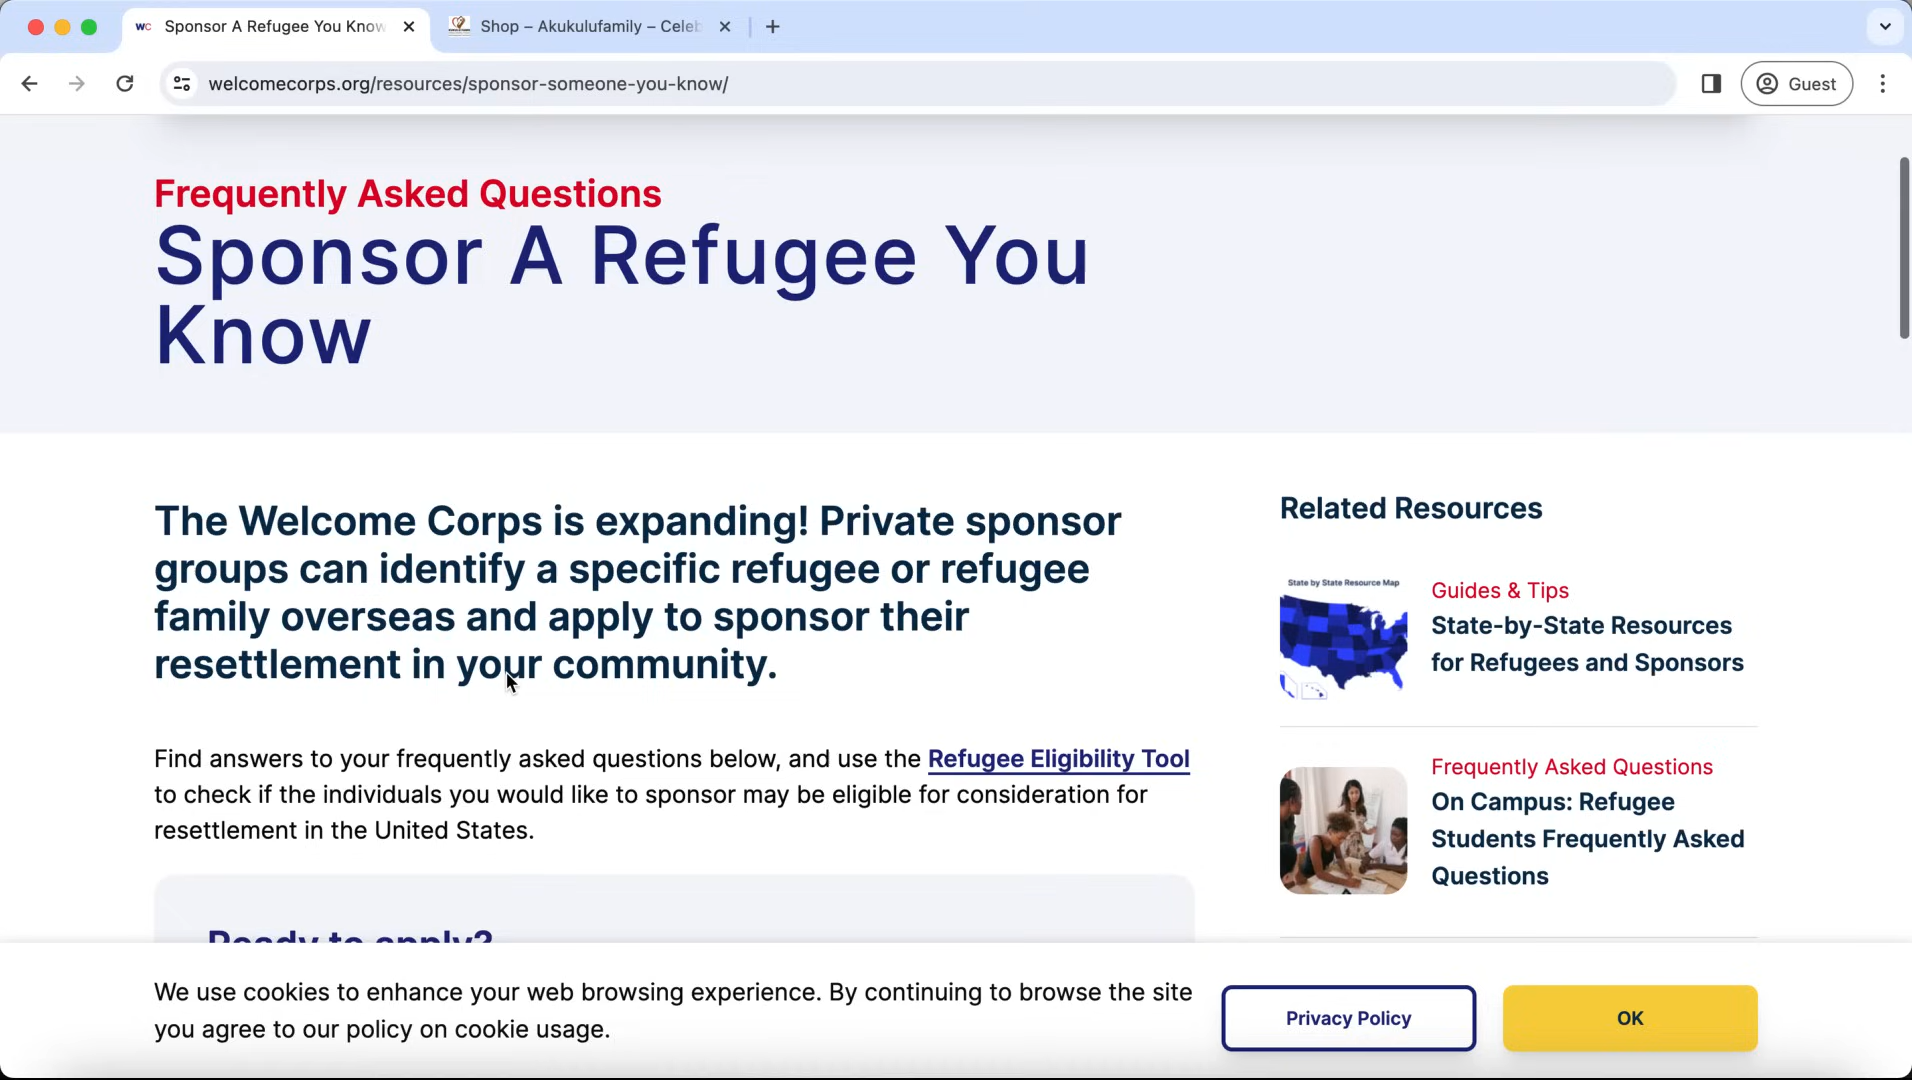 WC Sponsor A Refugee You Know
Shop – Akukulufamily – Celeb
welcomecorps.org/resources/sponsor-someone-you-know/
Guest
Frequently Asked Questions
Sponsor A Refugee You
Know
The Welcome Corps is expanding! Private sponsor
groups can identify a specific refugee or refugee
family overseas and apply to sponsor their
resettlement in your community.
Find answers to your frequently asked questions below, and use the Refugee Eligibility Tool
to check if the individuals you would like to sponsor may be eligible for consideration for
resettlement in the United States.
Ready to apply?
Related Resources
State by State Resource Map
Guides & Tips
State-by-State Resources
for Refugees and Sponsors
Frequently Asked Questions
On Campus: Refugee
Students Frequently Asked
Questions
We use cookies to enhance your web browsing experience. By continuing to browse the site
you agree to our policy on cookie usage.
Privacy Policy
OK